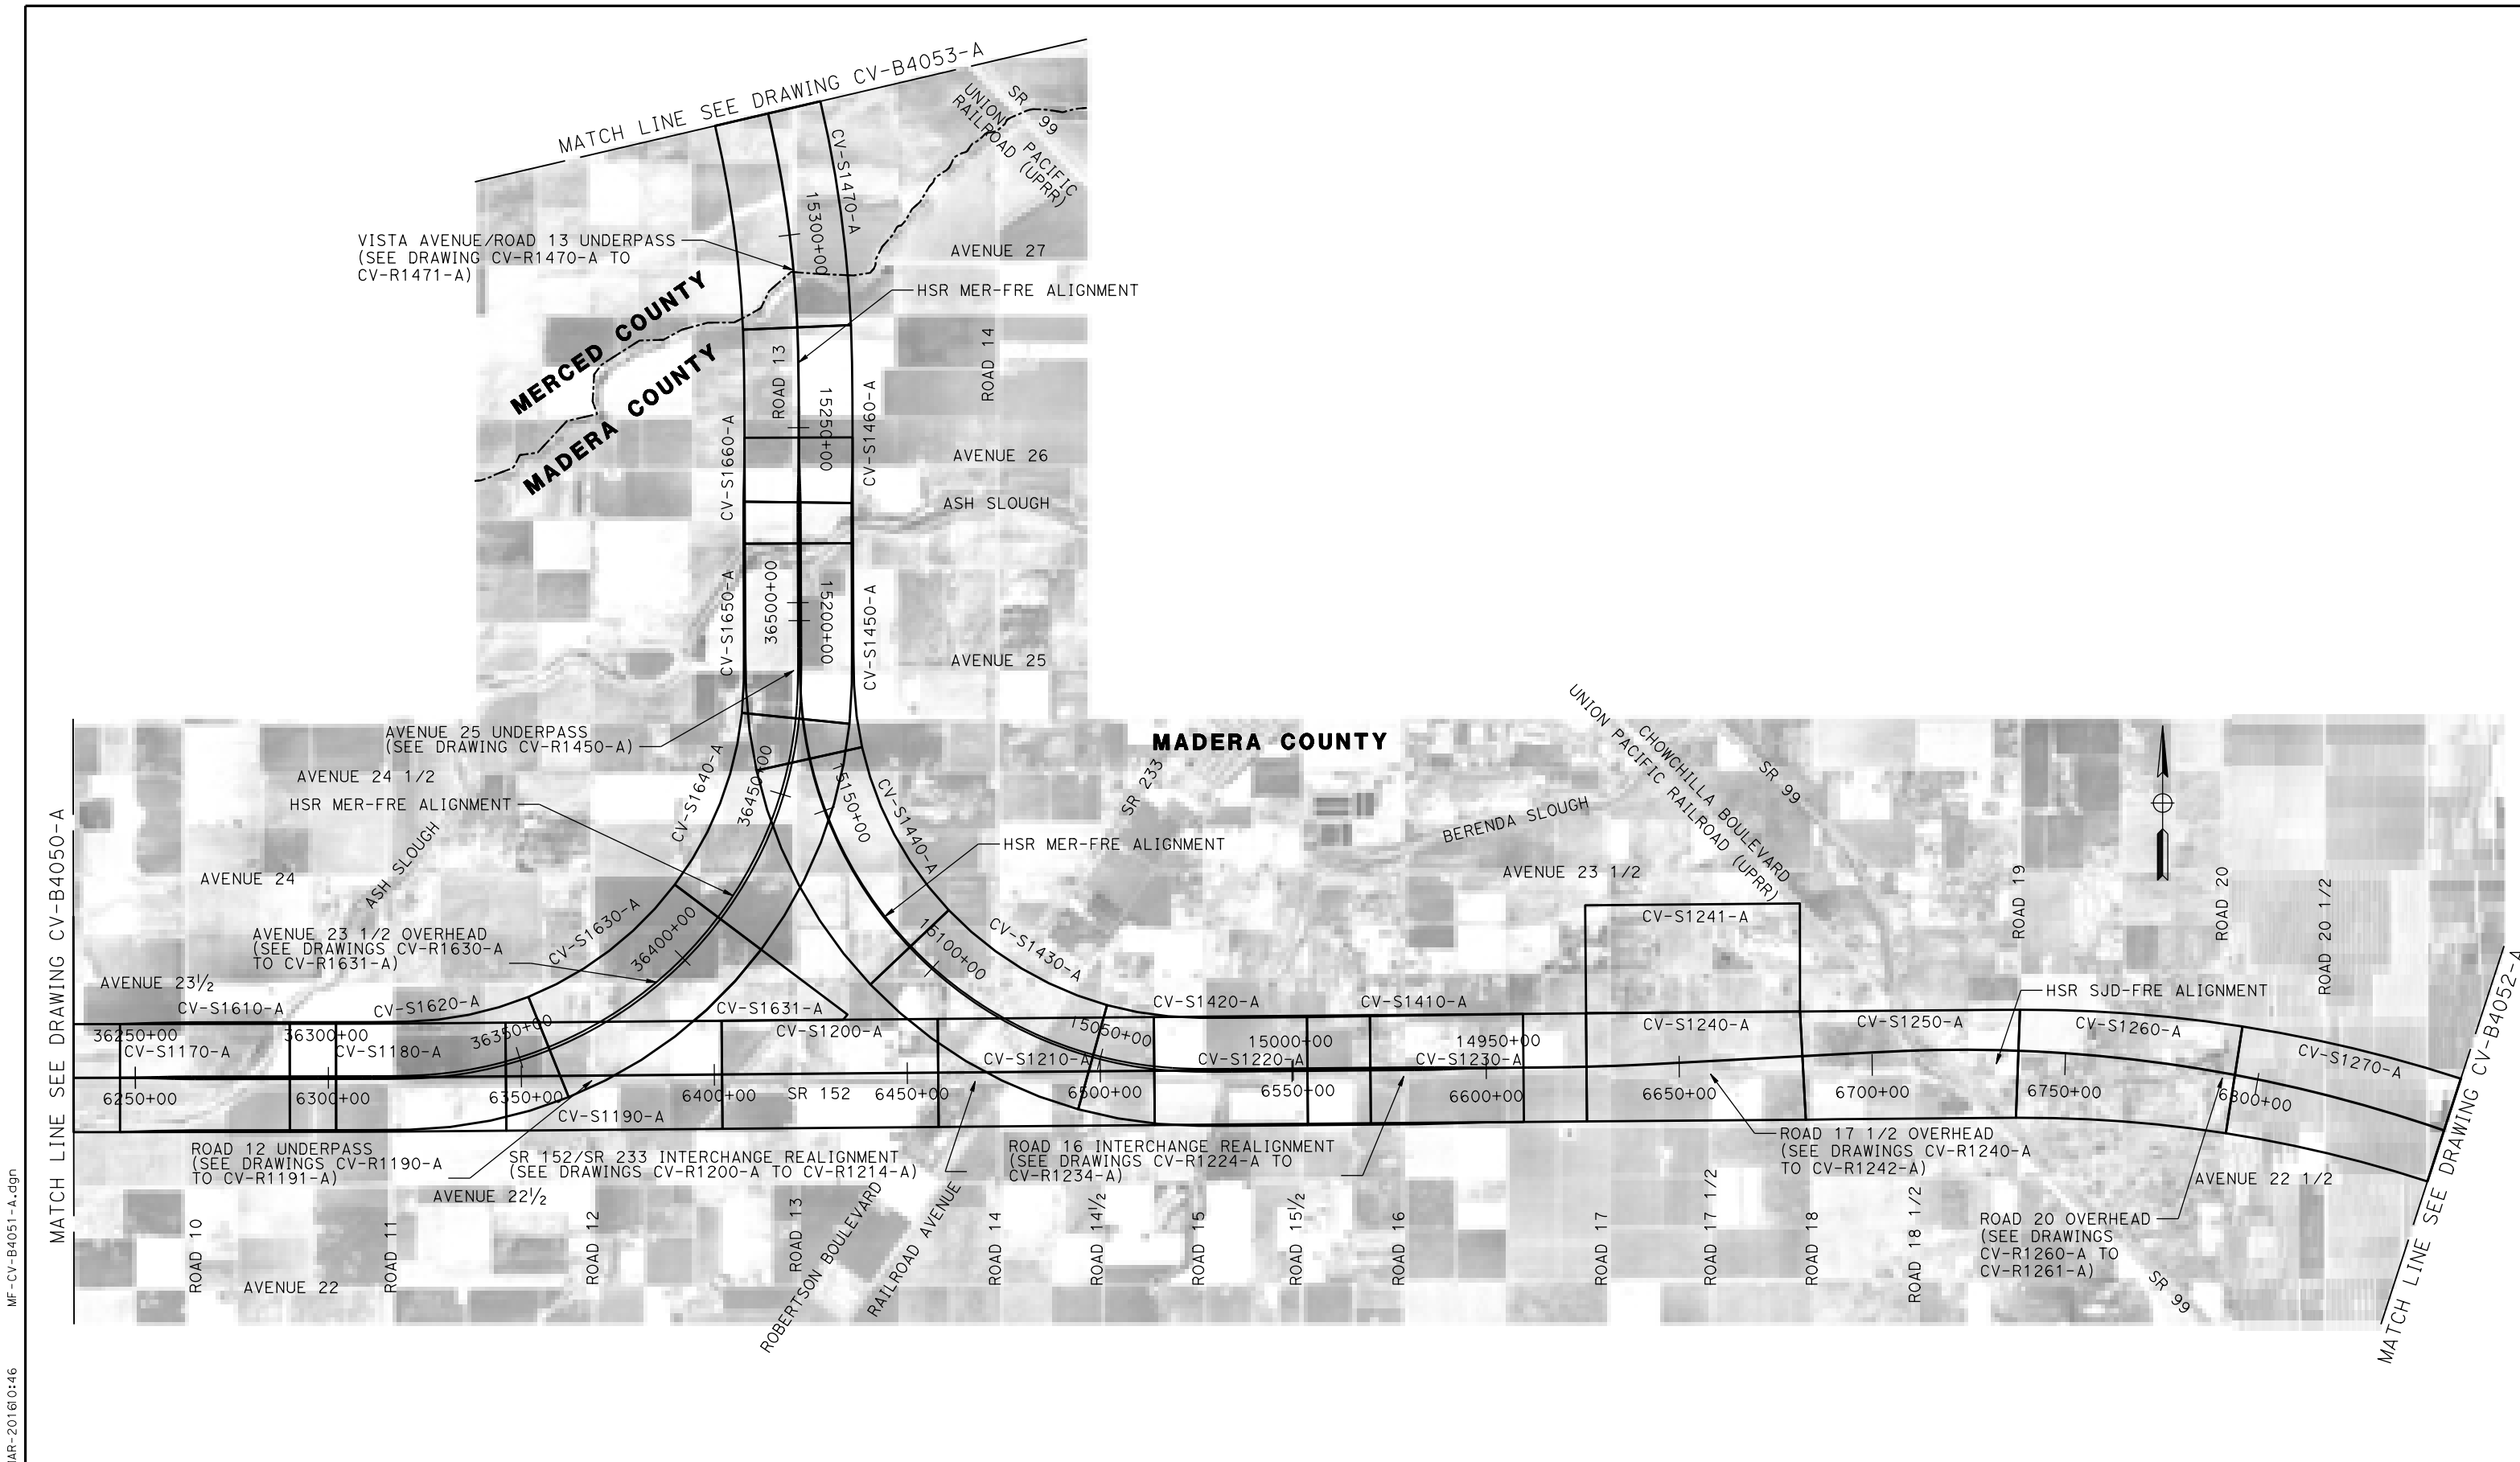 MATCH LINE SEE DRAWING CV-B4053-A
SR 99
UNION PACIFIC
RAILROAD (UPRR)
CV-S1470-A
15300+00
VISTA AVENUE/ROAD 13 UNDERPASS
(SEE DRAWING CV-R1470-A TO
CV-R1471-A)
AVENUE 27
HSR MER-FRE ALIGNMENT
MERCED COUNTY
MADERA COUNTY
ROAD 13
ROAD 14
15250+00
CV-S1660-A
CV-S1460-A
AVENUE 26
ASH SLOUGH
CV-S1650-A
36500+00
15200+00
CV-S1450-A
AVENUE 25
AVENUE 25 UNDERPASS
(SEE DRAWING CV-R1450-A)
MADERA COUNTY
AVENUE 24 1/2
HSR MER-FRE ALIGNMENT
CV-S1640-A
36450+00
15150+00
CV-S1440-A
HSR MER-FRE ALIGNMENT
SR 233
BERENDA SLOUGH
CHOWCHILLA BOULEVARD
UNION PACIFIC RAILROAD (UPRR)
SR 99
AVENUE 23 1/2
AVENUE 24
ASH SLOUGH
ROAD 19
ROAD 20
ROAD 20 1/2
AVENUE 23 1/2 OVERHEAD
(SEE DRAWINGS CV-R1630-A
TO CV-R1631-A)
CV-S1630-A
36400+00
15100+00
CV-S1430-A
CV-S1241-A
AVENUE 23½
CV-S1610-A
CV-S1620-A
CV-S1631-A
CV-S1420-A
CV-S1410-A
HSR SJD-FRE ALIGNMENT
36250+00
36300+00
36350+00
CV-S1200-A
15050+00
15000+00
14950+00
CV-S1240-A
CV-S1250-A
CV-S1260-A
CV-S1170-A
CV-S1180-A
CV-S1210-A
CV-S1220-A
CV-S1230-A
CV-S1270-A
6250+00
6300+00
6350+00
6400+00
SR 152
6450+00
6500+00
6550+00
6600+00
6650+00
6700+00
6750+00
6800+00
CV-S1190-A
ROAD 12 UNDERPASS
(SEE DRAWINGS CV-R1190-A
TO CV-R1191-A)
SR 152/SR 233 INTERCHANGE REALIGNMENT
(SEE DRAWINGS CV-R1200-A TO CV-R1214-A)
ROAD 16 INTERCHANGE REALIGNMENT
(SEE DRAWINGS CV-R1224-A TO
CV-R1234-A)
ROAD 17 1/2 OVERHEAD
(SEE DRAWINGS CV-R1240-A
TO CV-R1242-A)
AVENUE 22½
AVENUE 22 1/2
ROAD 20 OVERHEAD
(SEE DRAWINGS
CV-R1260-A TO
CV-R1261-A)
ROAD 10
AVENUE 22
ROAD 11
ROAD 12
ROAD 13
ROBERTSON BOULEVARD
RAILROAD AVENUE
ROAD 14
ROAD 14½
ROAD 15
ROAD 15½
ROAD 16
ROAD 17
ROAD 17 1/2
ROAD 18
ROAD 18 1/2
SR 99
MATCH LINE SEE DRAWING CV-B4050-A
MATCH LINE SEE DRAWING CV-B4052-A
MF-CV-B4051-A.dgn